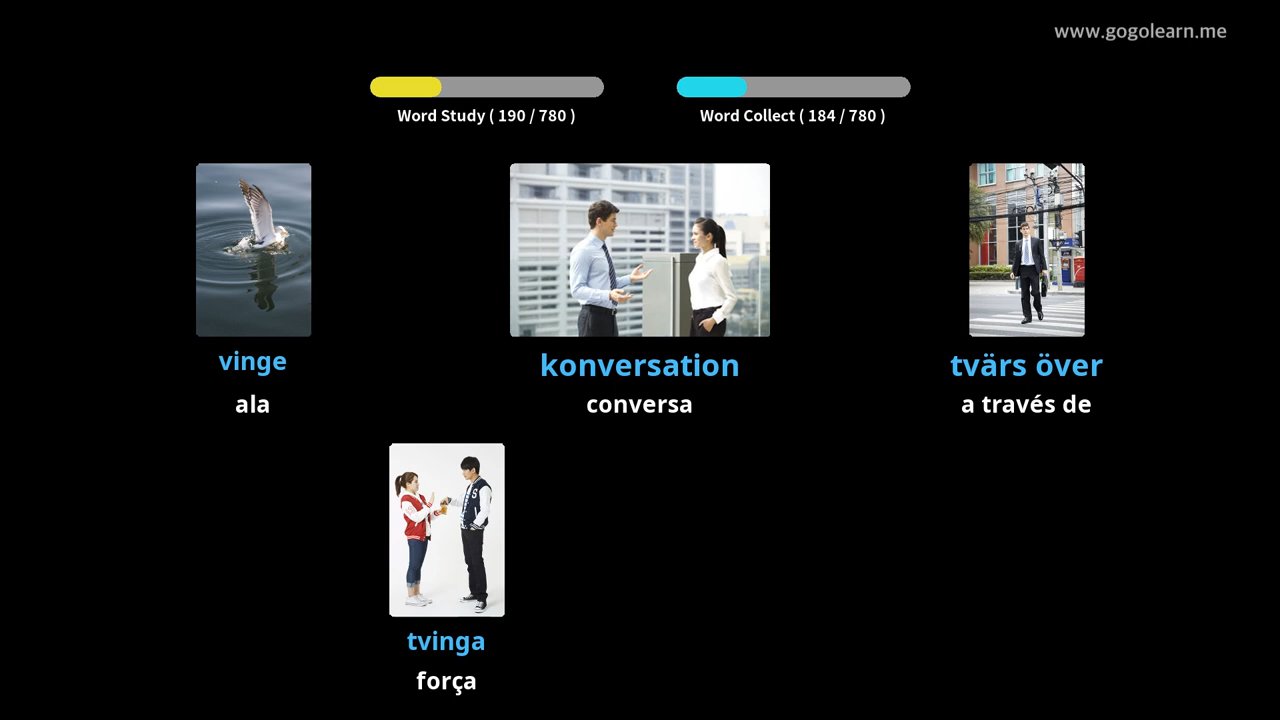 www.gogolearn.me
Word Study ( 190 / 780 )
Word Collect ( 184 / 780 )
vinge
ala
konversation
conversa
tvärs över
a través de
tvinga
força